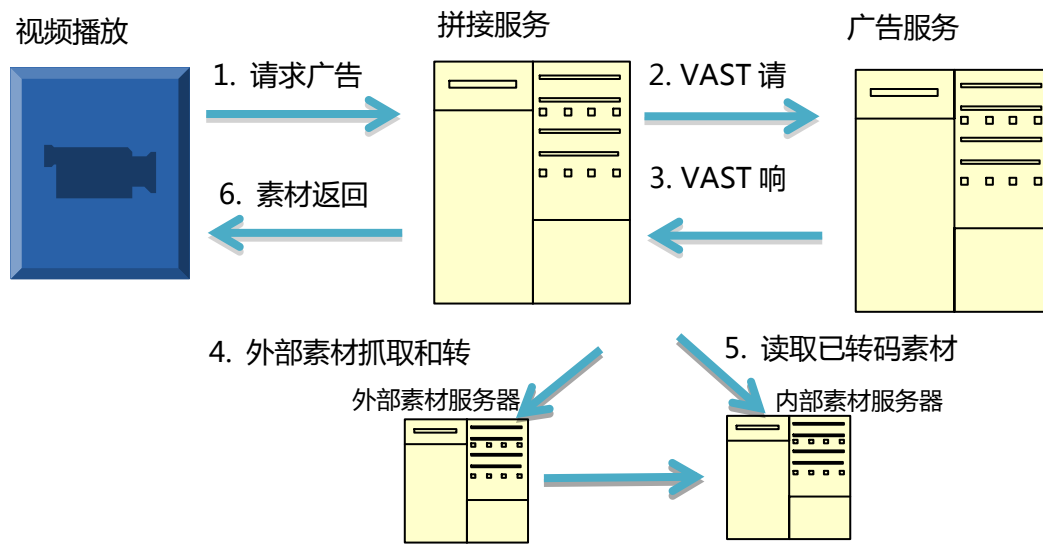 视频播放
拼接服务
广告服务
1. 请求广告
2. VAST 请
3. VAST 响
6. 素材返回
4. 外部素材抓取和转
5. 读取已转码素材
外部素材服务器
内部素材服务器